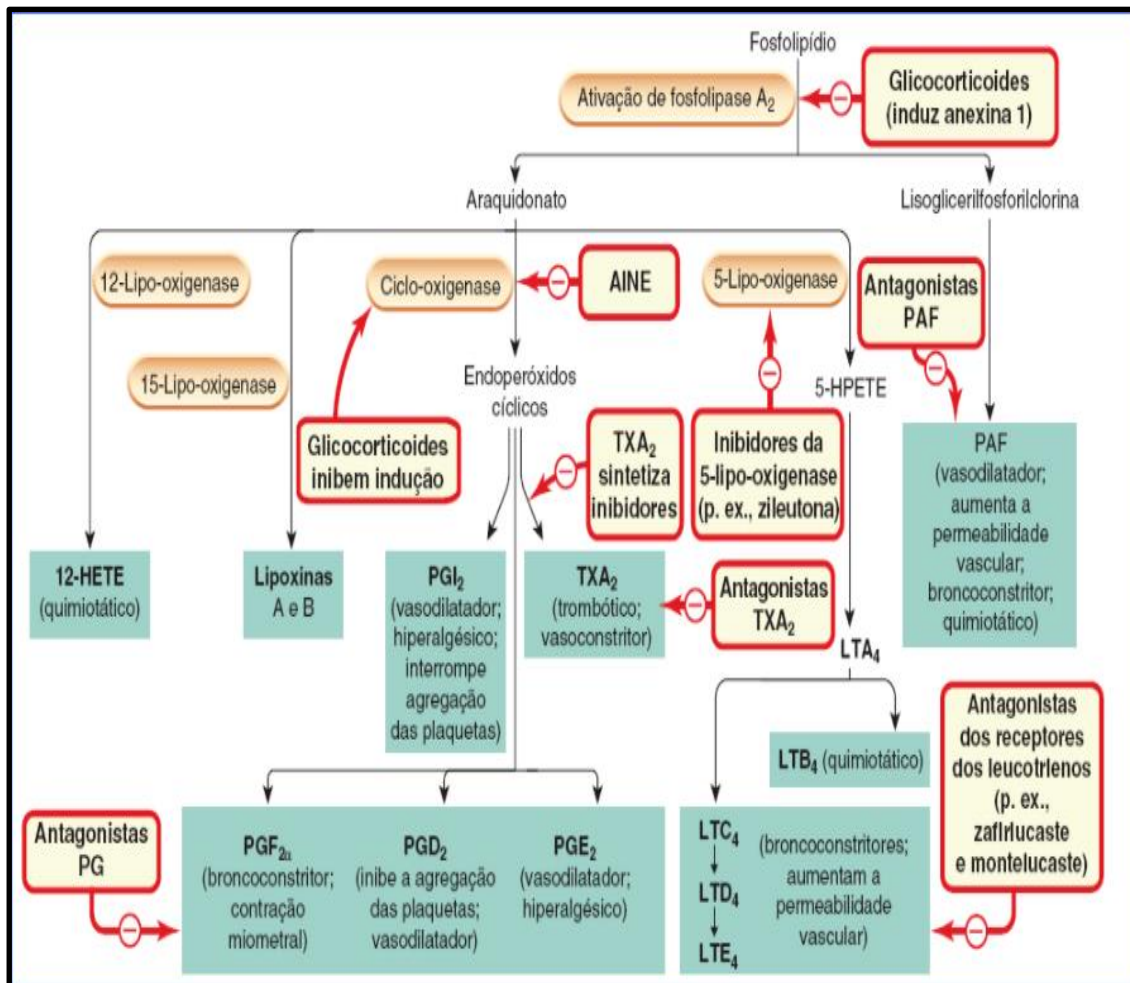 Fosfolipídio
Ativação de fosfolipase A2
Glicocorticoides
(induz anexina 1)
Araquidonato
Lisoglicerilfosforilclorina
12-Lipo-oxigenase
Ciclo-oxigenase
AINE
5-Lipo-oxigenase
Antagonistas
PAF
15-Lipo-oxigenase
Endoperóxidos
cíclicos
5-HPETE
Glicocorticoides
inibem indução
TXA2
sintetiza
inibidores
Inibidores da
5-lipo-oxigenase
(p. ex., zileutona)
PAF
(vasodilatador;
aumenta a
permeabilidade
vascular;
broncoconstritor;
quimiotático)
12-HETE
(quimiotático)
Lipoxinas
A e B
PGI2
(vasodilatador;
hiperalgésico;
interrompe
agregação
das plaquetas)
TXA2
(trombótico;
vasoconstritor)
Antagonistas
TXA2
LTA4
LTB4 (quimiotático)
Antagonistas
dos receptores
dos leucotrienos
(p. ex.,
zafirlucaste
e montelucaste)
Antagonistas
PG
PGF2α
(broncoconstritor;
contração
miometral)
PGD2
(inibe a agregação
das plaquetas;
vasodilatador)
PGE2
(vasodilatador;
hiperalgésico)
LTC4
LTD4
LTE4
(broncoconstritores;
aumentam a
permeabilidade
vascular)